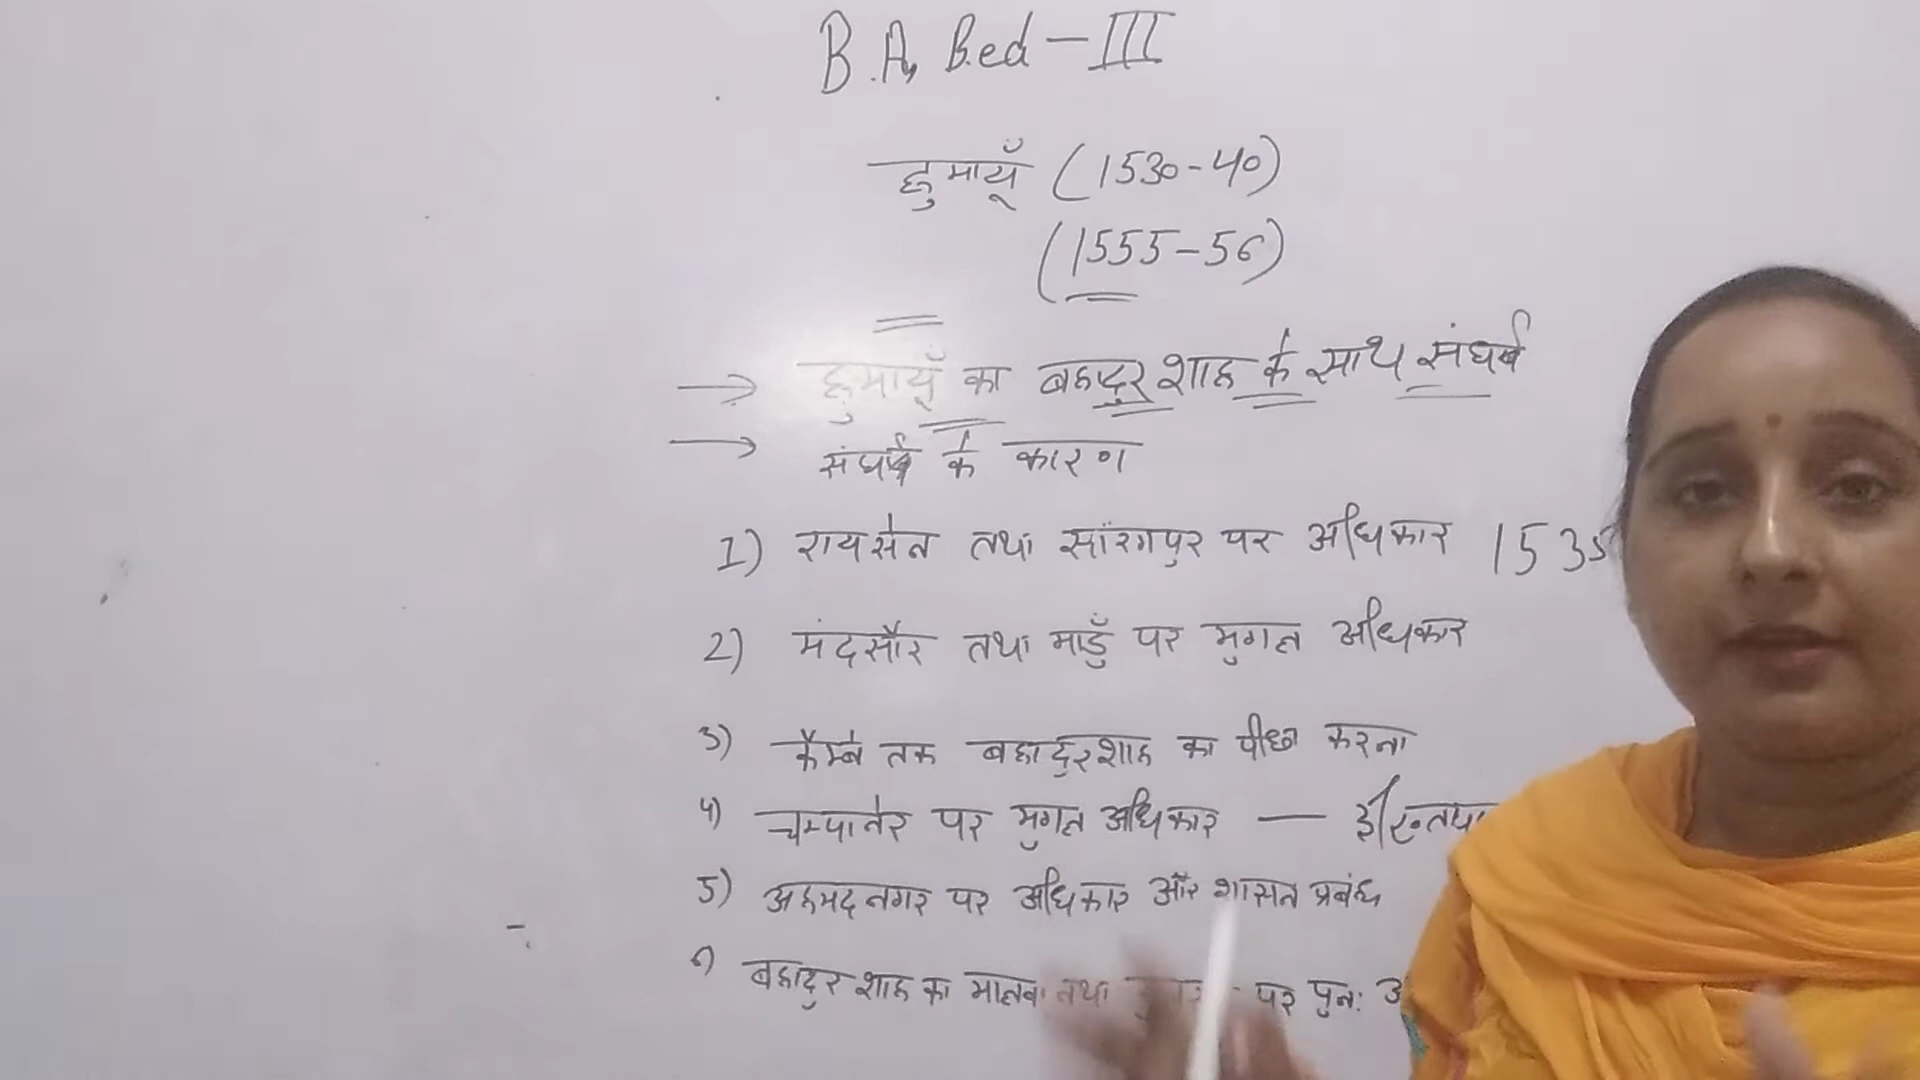 B.A, B.ed - III
हुमायूँ (1530-40)
(1555-56)
→ हुमायूँ का बहादुर शाह के साथ संघर्ष
→ संघर्ष के कारण
1) रायसेन तथा सांरगपुर पर अधिकार 1535
2) मंदसौर तथा माडुँ पर मुगल अधिकार
3) कैम्बे तक बहादुरशाह का पीछा करना
4) चम्पानेर पर मुगल अधिकार —
5) अहमदनगर पर अधिकार और शासन प्रबंध
6) बहादुर शाह का मालवा तथा पर पुनः